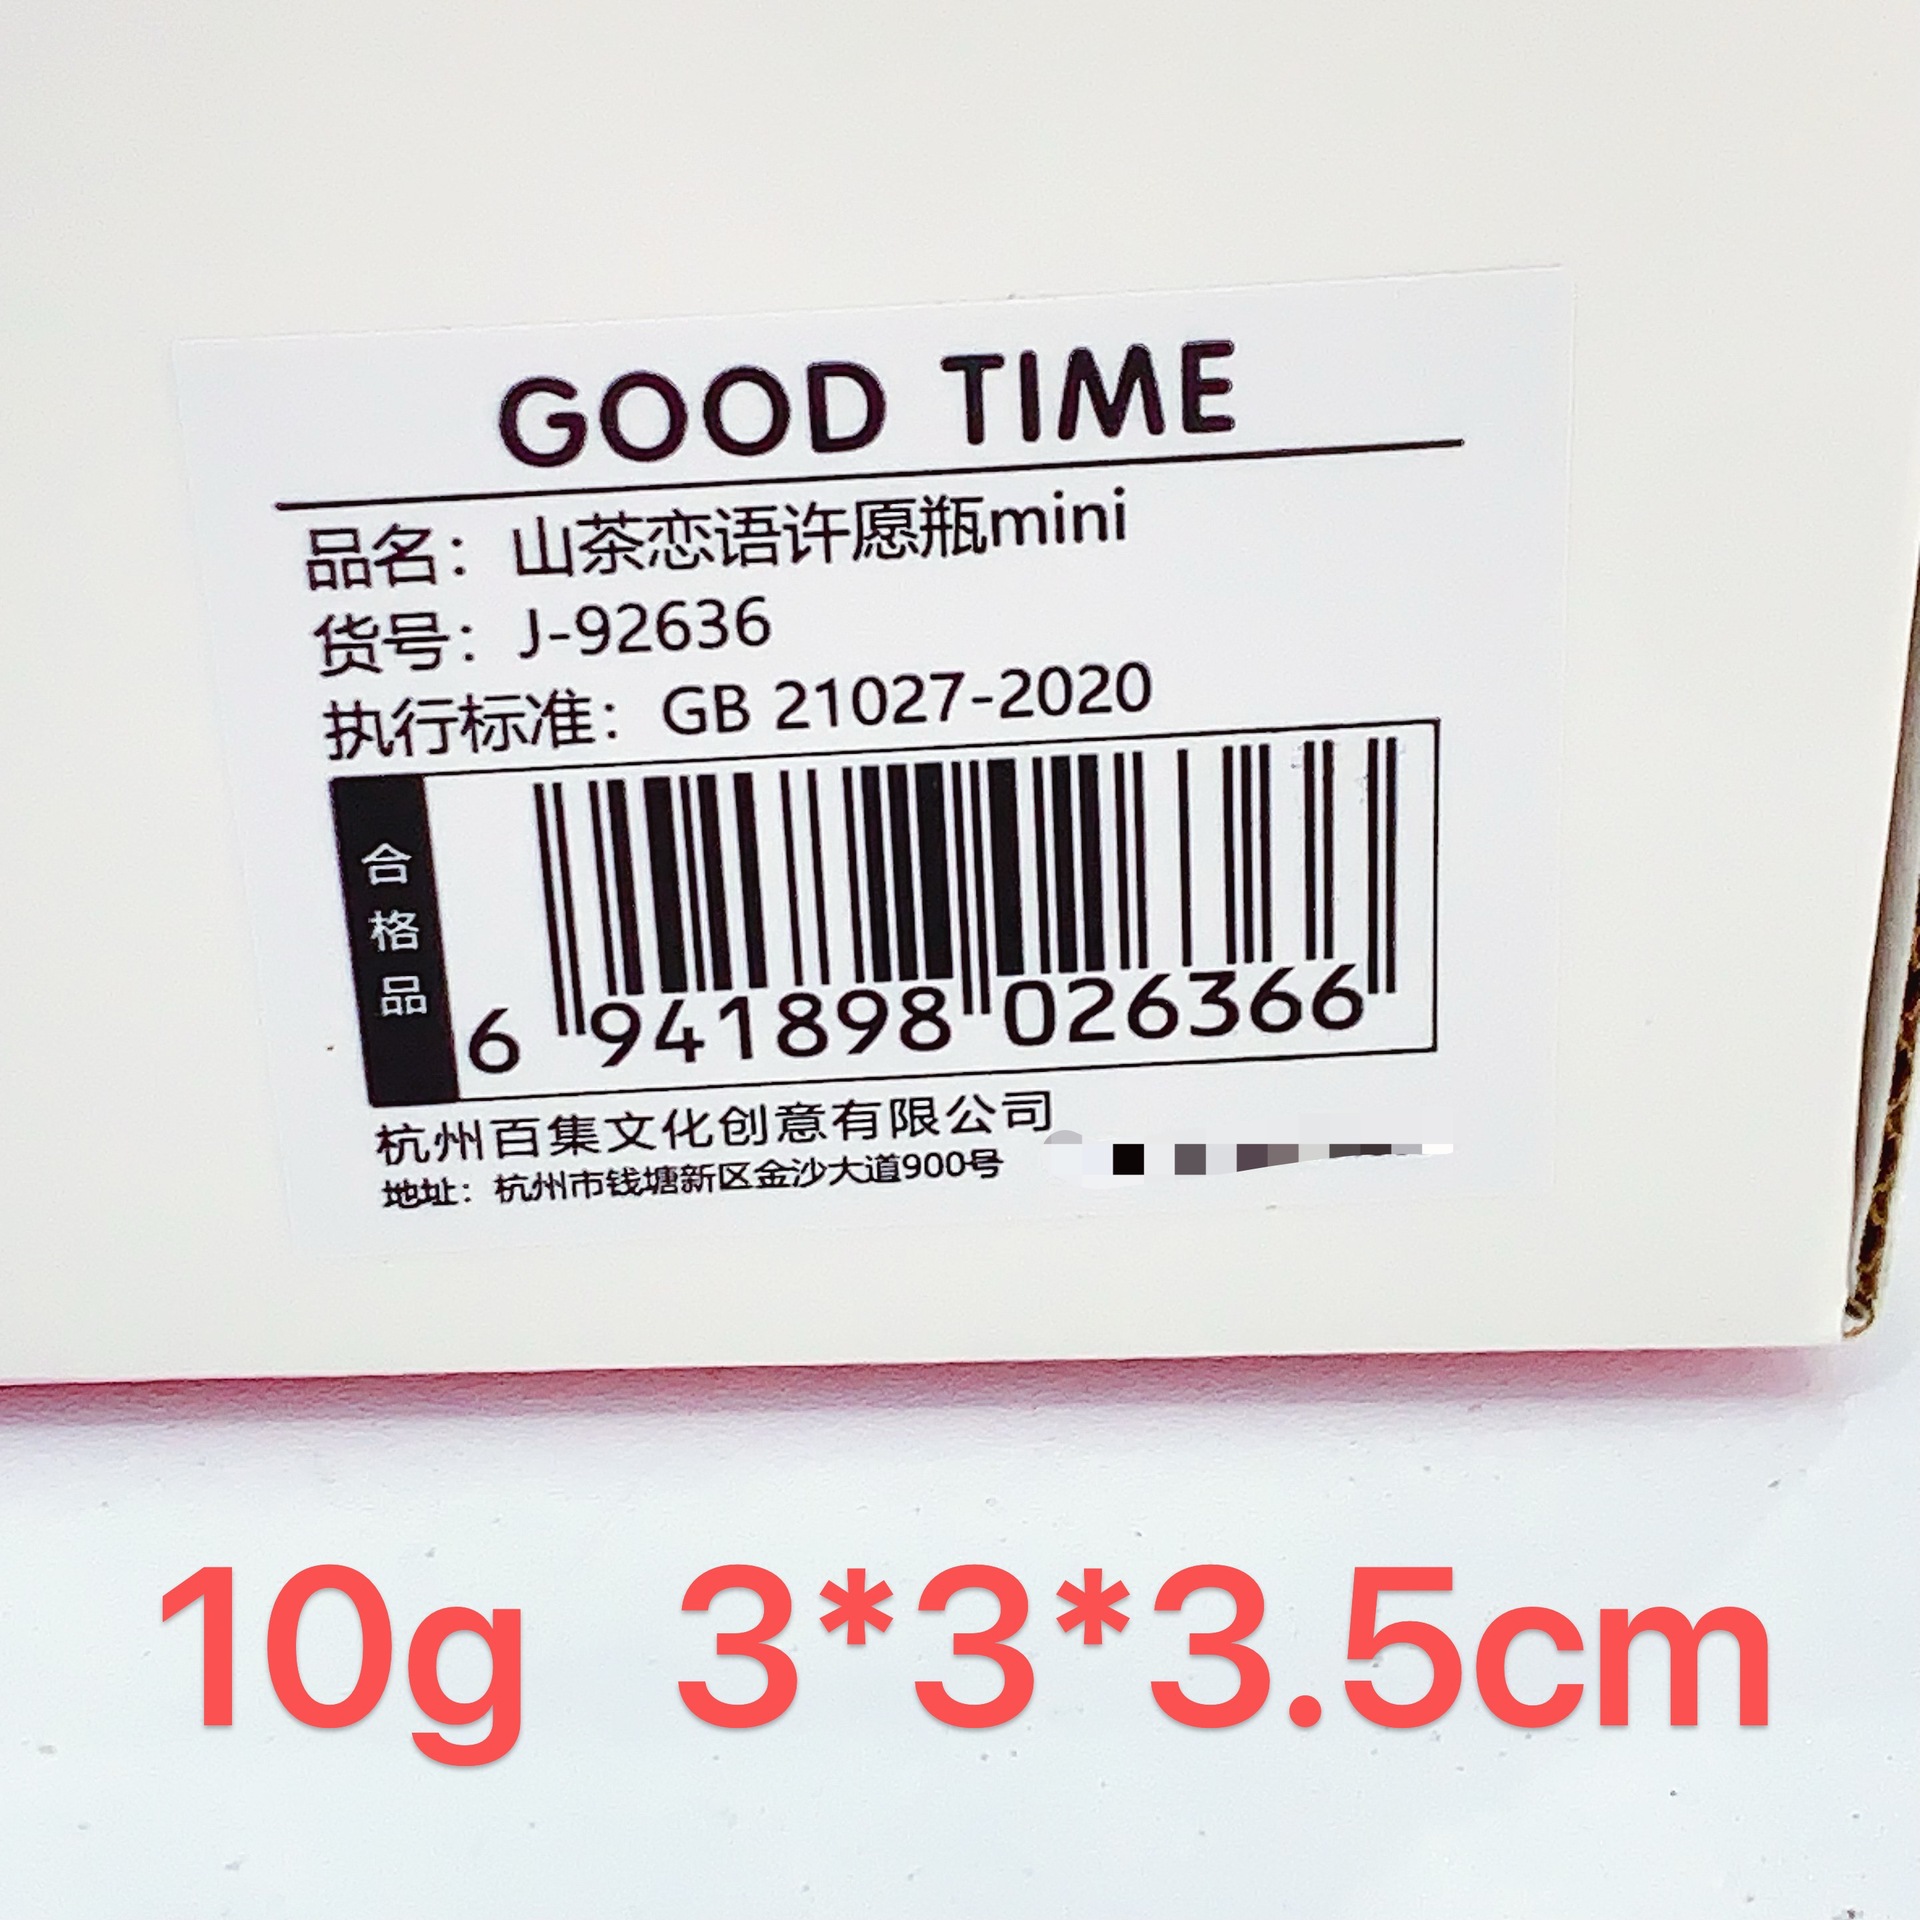 GOOD TIME
品名：山茶恋语许愿瓶mini
货号：J-92636
执行标准：GB 21027-2020
合格品
6 941898 026366
杭州百集文化创意有限公司
地址：杭州市钱塘新区金沙大道900号
10g 3*3*3.5cm